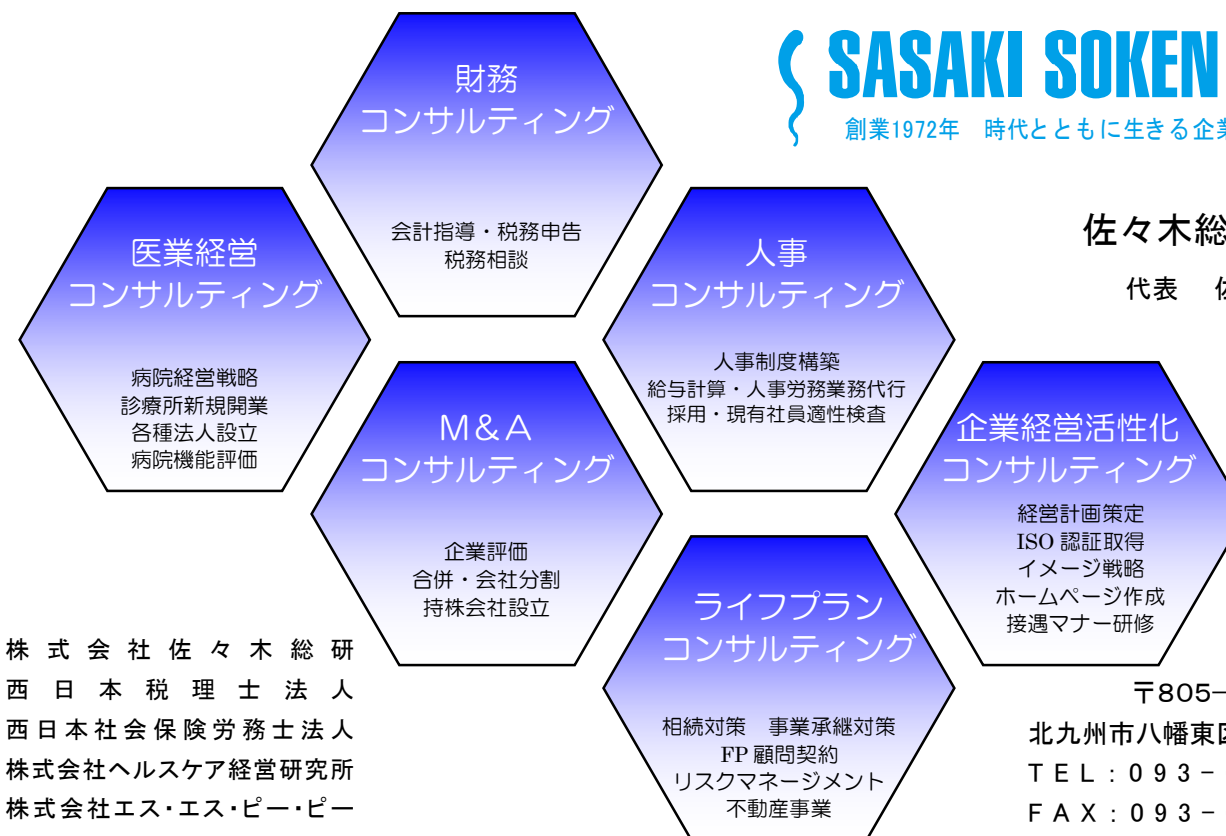 SASAKI SOKEN
創業1972年 時代とともに生きる企業
佐々木総
代表
財務
コンサルティング
会計指導・税務申告
税務相談
医業経営
コンサルティング
病院経営戦略
診療所新規開業
各種法人設立
病院機能評価
人事
コンサルティング
人事制度構築
給与計算・人事労務業務代行
採用・現有社員適性検査
M&A
コンサルティング
企業評価
合併・会社分割
持株会社設立
企業経営活性化
コンサルティング
経営計画策定
ISO 認証取得
イメージ戦略
ホームページ作成
接遇マナー研修
ライフプラン
コンサルティング
相続対策 事業承継対策
FP 顧問契約
リスクマネージメント
不動産事業
株式会社佐々木総研
西日本税理士法人
西日本社会保険労務士法人
株式会社ヘルスケア経営研究所
株式会社エス・エス・ピー・ピー
〒805−
北九州市八幡東区
TEL:093−
FAX:093−